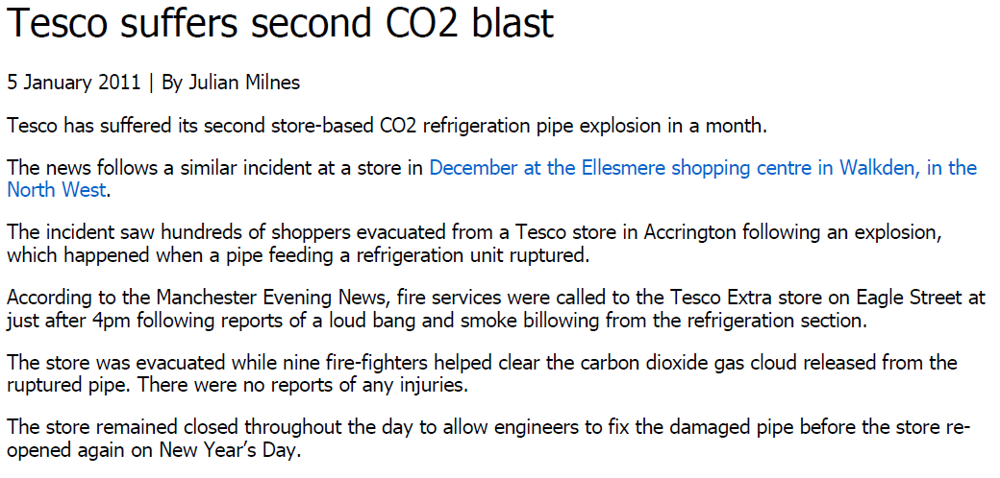 Tesco suffers second CO2 blast
5 January 2011 | By Julian Milnes
Tesco has suffered its second store-based CO2 refrigeration pipe explosion in a month.
The news follows a similar incident at a store in December at the Ellesmere shopping centre in Walkden, in the
North West.
The incident saw hundreds of shoppers evacuated from a Tesco store in Accrington following an explosion,
which happened when a pipe feeding a refrigeration unit ruptured.
According to the Manchester Evening News, fire services were called to the Tesco Extra store on Eagle Street at
just after 4pm following reports of a loud bang and smoke billowing from the refrigeration section.
The store was evacuated while nine fire-fighters helped clear the carbon dioxide gas cloud released from the
ruptured pipe. There were no reports of any injuries.
The store remained closed throughout the day to allow engineers to fix the damaged pipe before the store re-
opened again on New Year’s Day.